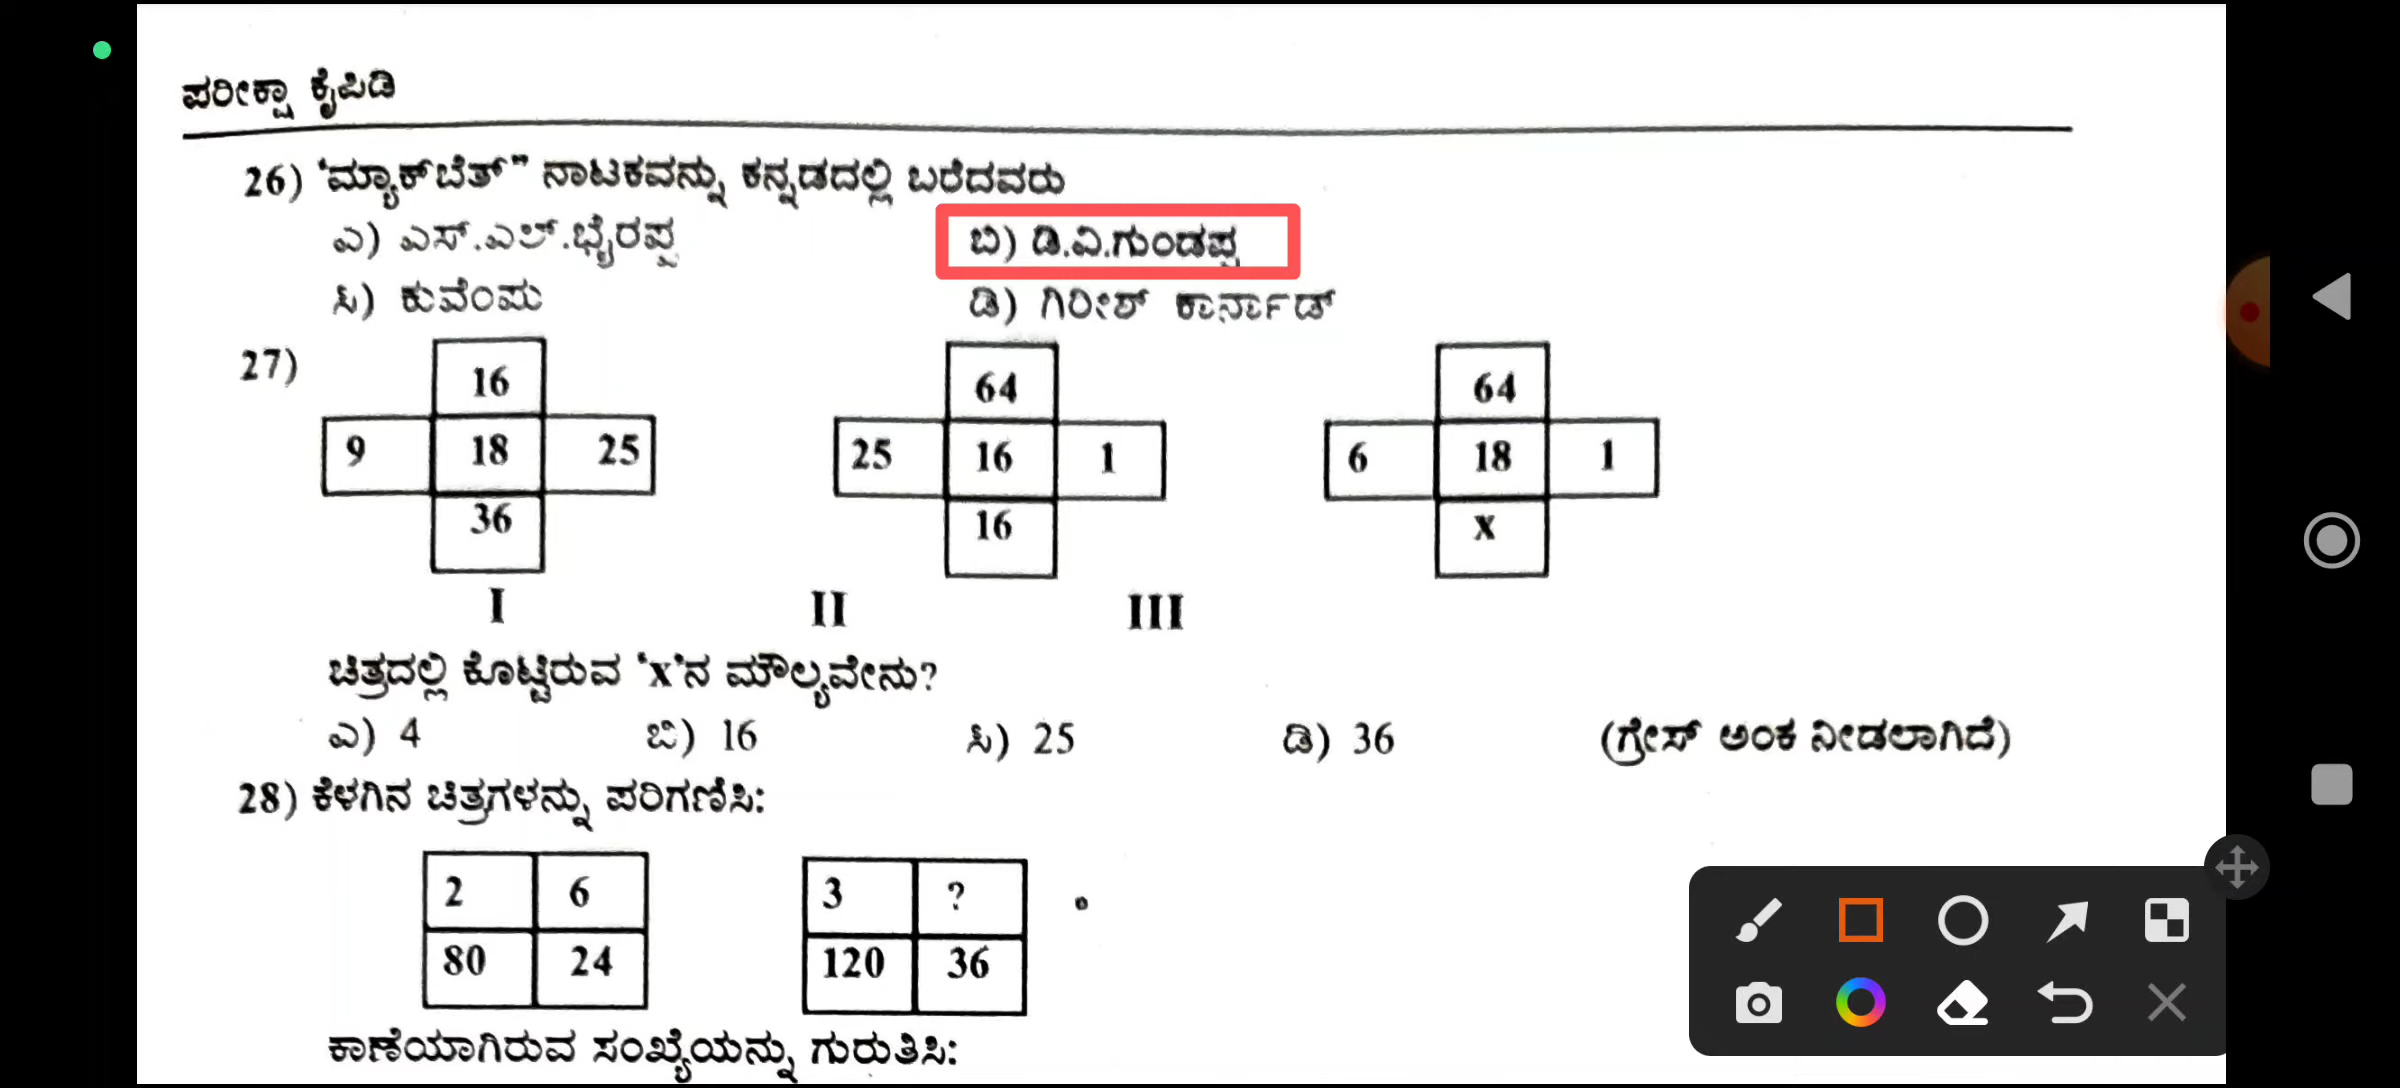 ಪರೀಕ್ಷಾ ಕೈಪಿಡಿ
26) 'ಮ್ಯಾಕ್‌ಬೆತ್" ನಾಟಕವನ್ನು ಕನ್ನಡದಲ್ಲಿ ಬರೆದವರು
ಎ) ಎಸ್.ಎಲ್.ಭೈರಪ್ಪ ಬಿ) ಡಿ.ವಿ.ಗುಂಡಪ್ಪ
ಸಿ) ಕುವೆಂಪು ಡಿ) ಗಿರೀಶ್ ಕಾರ್ನಾಡ್
27) 16 64 64
9 18 25 25 16 1 6 18 1
36 16 x
I II III
ಚಿತ್ರದಲ್ಲಿ ಕೊಟ್ಟಿರುವ 'x'ನ ಮೌಲ್ಯವೇನು?
ಎ) 4 ಬಿ) 16 ಸಿ) 25 ಡಿ) 36 (ಗ್ರೇಸ್ ಅಂಕ ನೀಡಲಾಗಿದೆ)
28) ಕೆಳಗಿನ ಚಿತ್ರಗಳನ್ನು ಪರಿಗಣಿಸಿ:
2 6 3 ?
80 24 120 36
ಕಾಣೆಯಾಗಿರುವ ಸಂಖ್ಯೆಯನ್ನು ಗುರುತಿಸಿ: